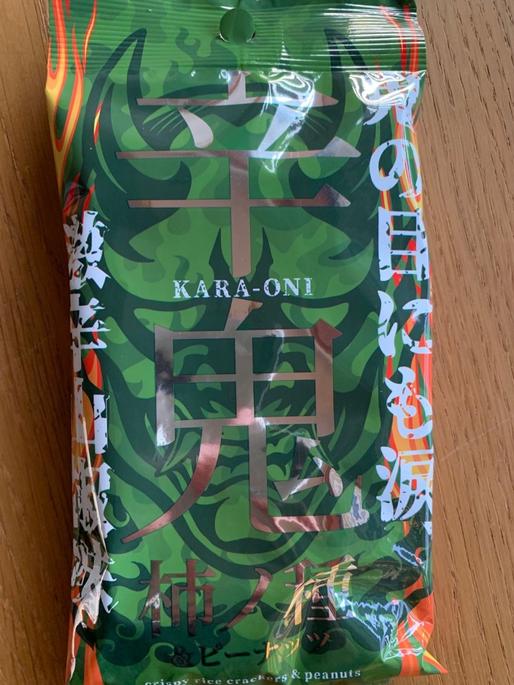 鬼の目にも涙
辛
KARA-ONI
鬼
柿ノ種
&ピーナッツ
crispy rice crackers & peanuts